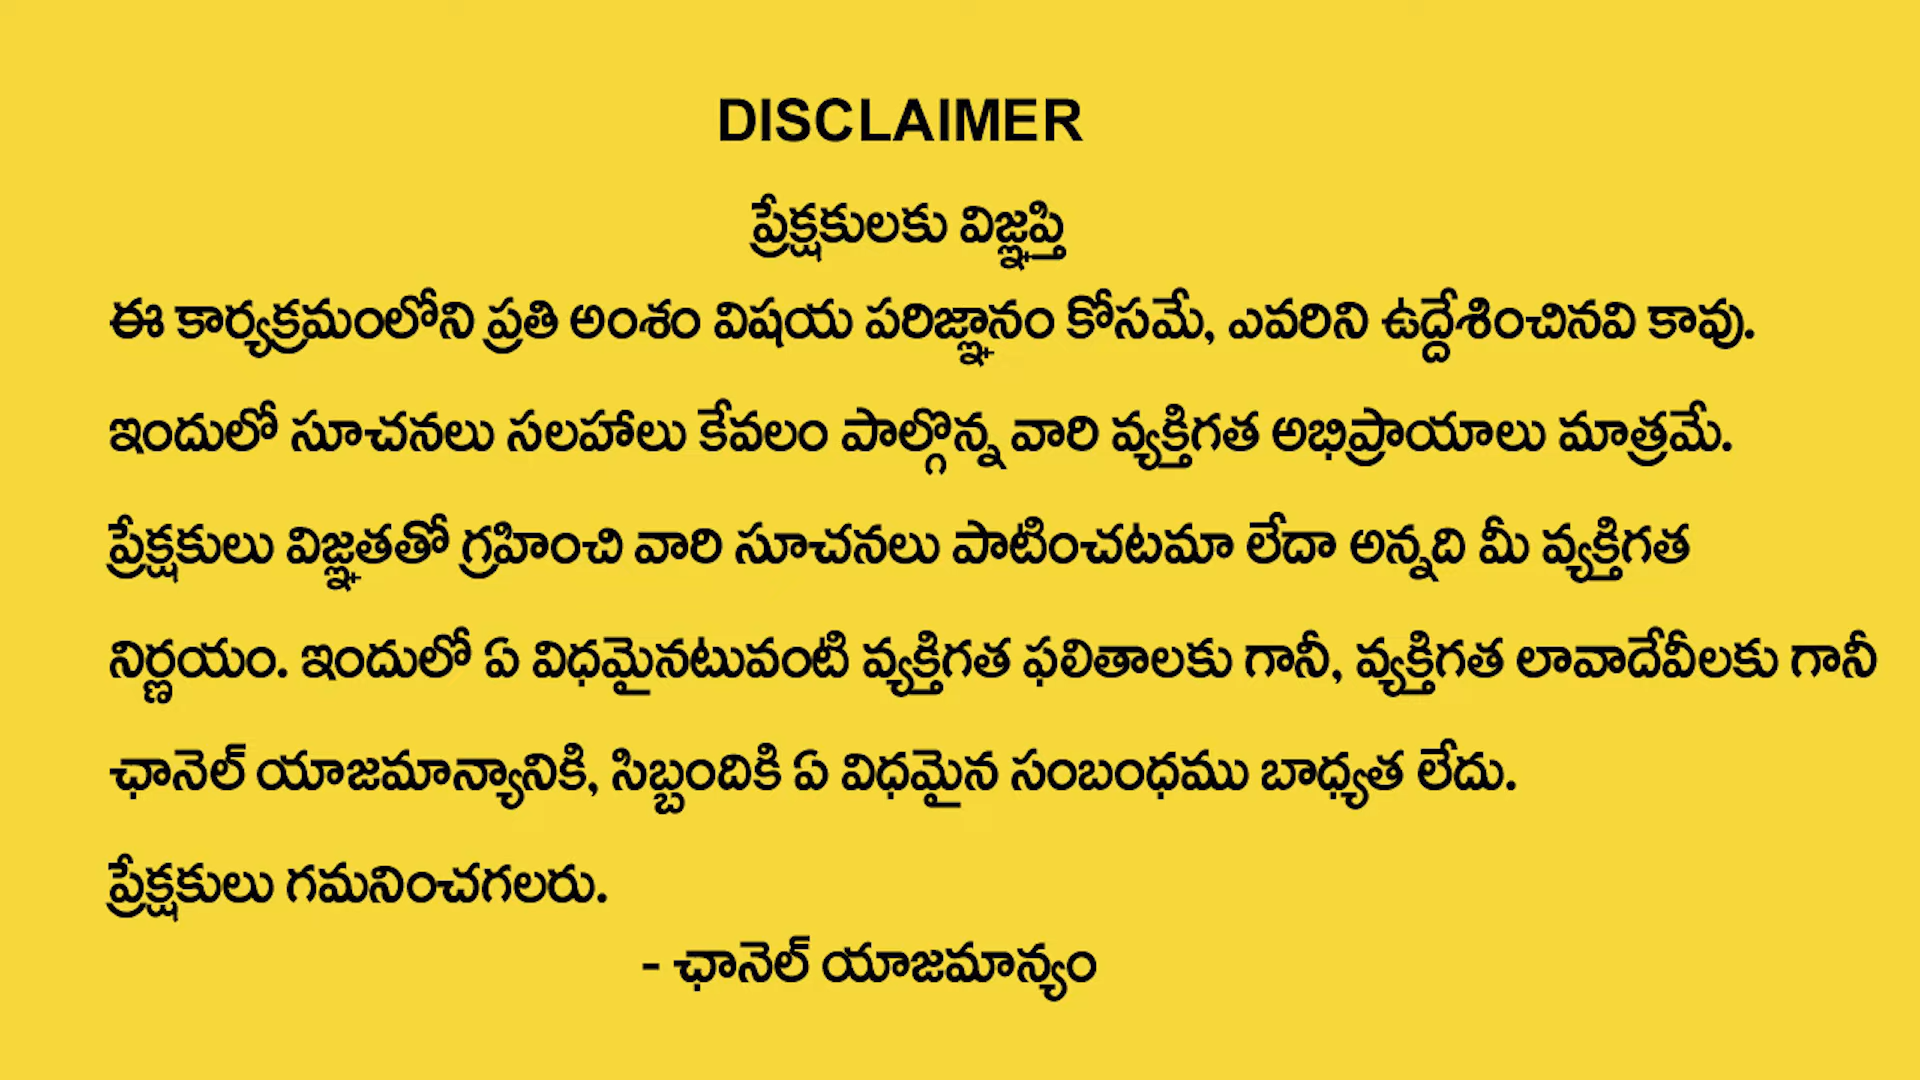 DISCLAIMER
ప్రేక్షకులకు విజ్ఞప్తి
ఈ కార్యక్రమంలోని ప్రతి అంశం విషయ పరిజ్ఞానం కోసమే, ఎవరిని ఉద్దేశించినవి కావు.
ఇందులో సూచనలు సలహాలు కేవలం పాల్గొన్న వారి వ్యక్తిగత అభిప్రాయాలు మాత్రమే.
ప్రేక్షకులు విజ్ఞతతో గ్రహించి వారి సూచనలు పాటించటమా లేదా అన్నది మీ వ్యక్తిగత
నిర్ణయం. ఇందులో ఏ విధమైనటువంటి వ్యక్తిగత ఫలితాలకు గానీ, వ్యక్తిగత లావాదేవీలకు గానీ
ఛానెల్ యాజమాన్యానికి, సిబ్బందికి ఏ విధమైన సంబంధము బాధ్యత లేదు.
ప్రేక్షకులు గమనించగలరు.
- ఛానెల్ యాజమాన్యం